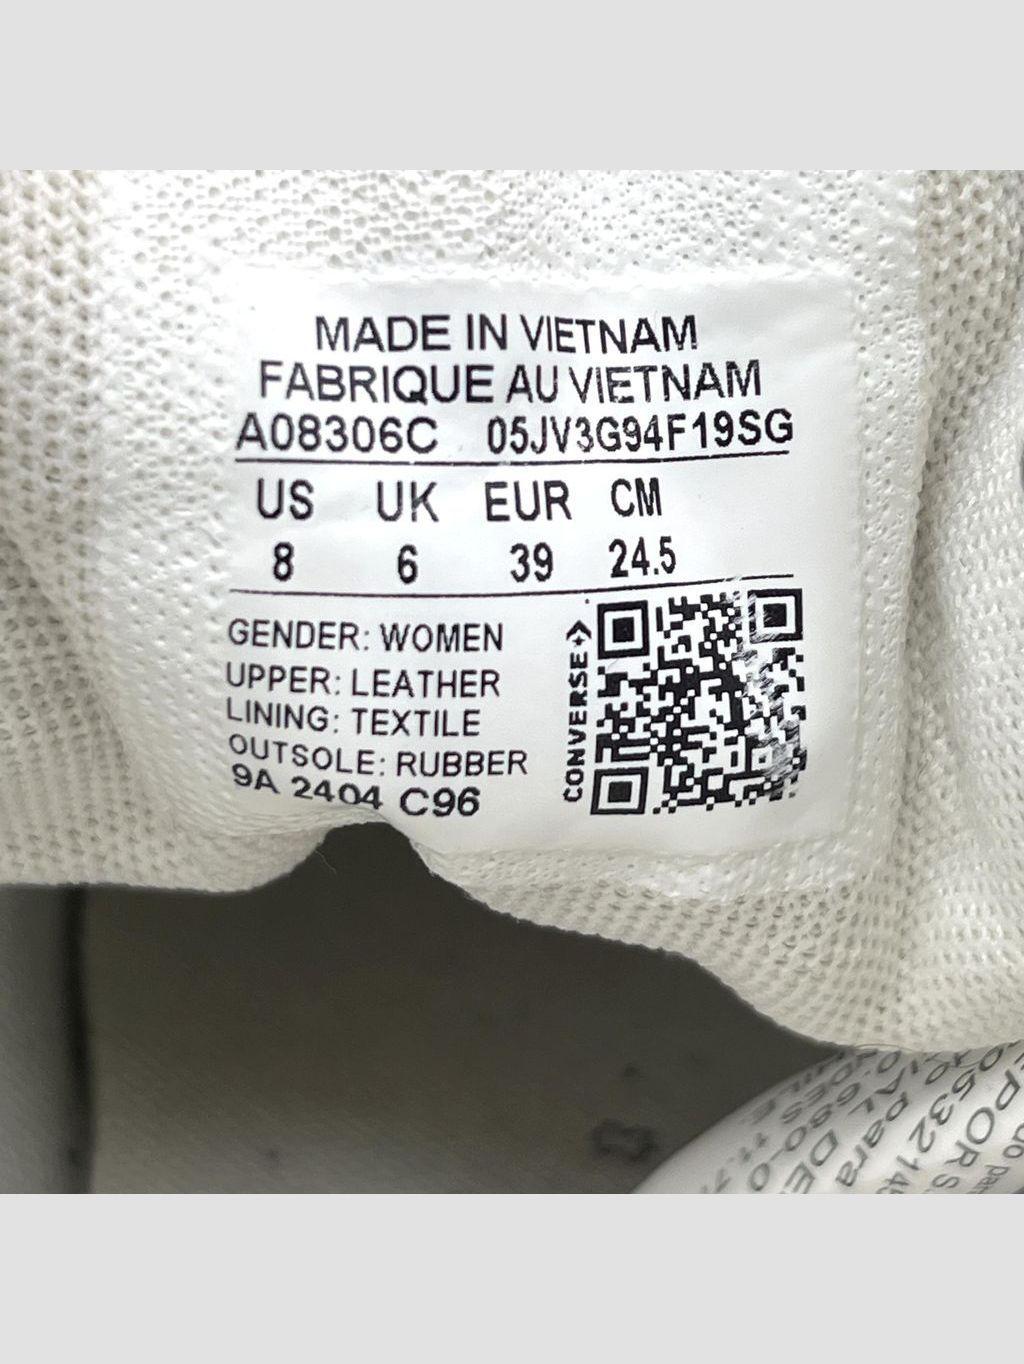 MADE IN VIETNAM
FABRIQUE AU VIETNAM
A08306C 05JV3G94F19SG
US UK EUR CM
8 6 39 24.5
GENDER: WOMEN
UPPER: LEATHER
LINING: TEXTILE
OUTSOLE: RUBBER
9A 2404 C96
CONVERSE
para